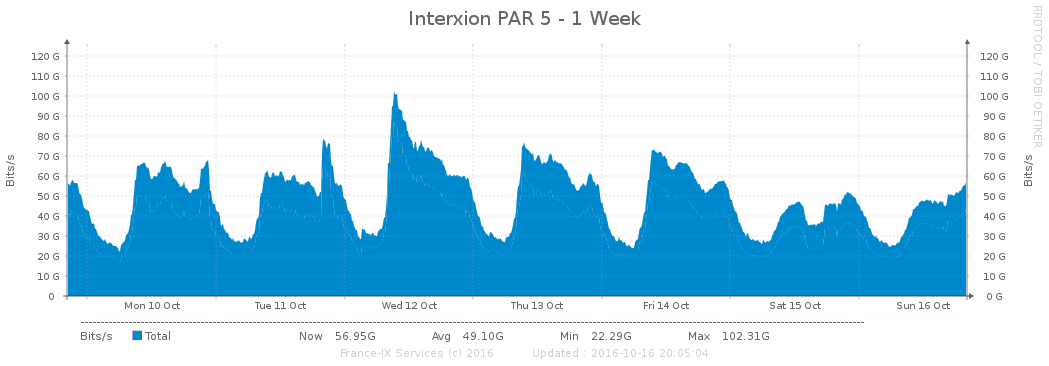 Interxion PAR 5 - 1 Week
RRDTOOL / TOBI OETIKER
Bits/s
120 G 120 G
110 G 110 G
100 G 100 G
90 G 90 G
80 G 80 G
70 G 70 G
60 G 60 G
50 G 50 G
40 G 40 G
30 G 30 G
20 G 20 G
10 G 10 G
0 0 G
Bits/s
Mon 10 Oct Tue 11 Oct Wed 12 Oct Thu 13 Oct Fri 14 Oct Sat 15 Oct Sun 16 Oct
Bits/s Total Now 56.95G Avg 49.10G Min 22.29G Max 102.31G
France-IX Services (c) 2016 Updated : 2016-10-16 20:05:04